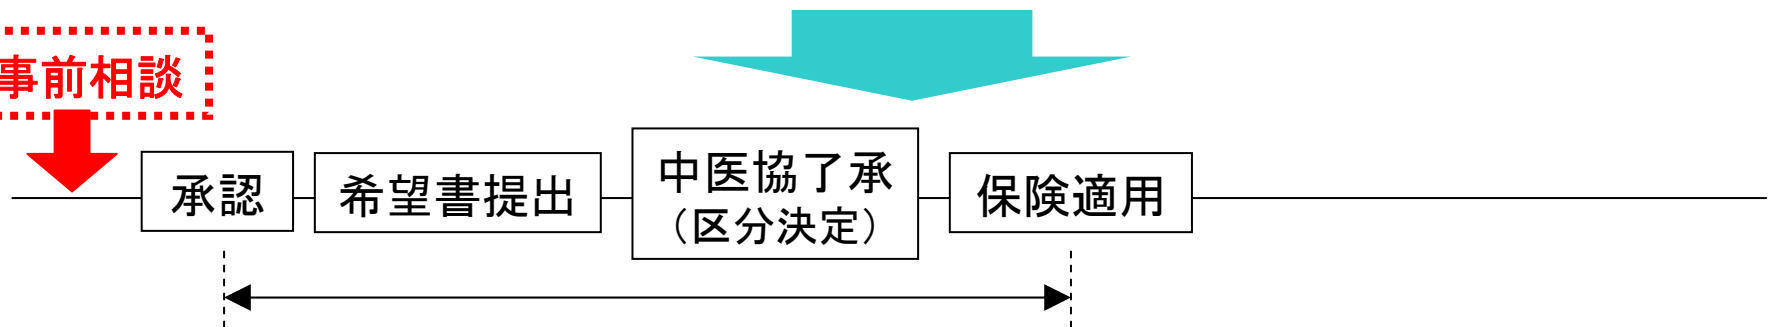 事前相談
承認
希望書提出
中医協了承
（区分決定）
保険適用